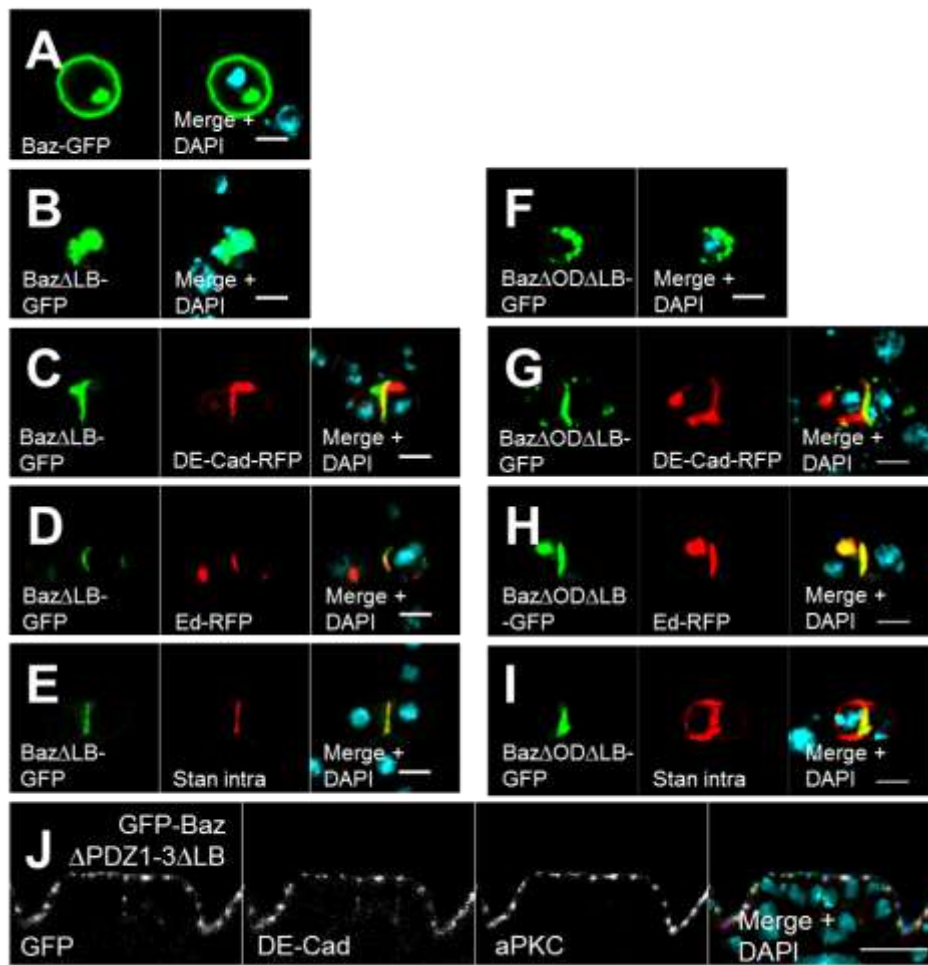 A
Baz-GFP
Merge +
DAPI
B
BazΔLB-
GFP
Merge +
DAPI
F
BazΔODΔLB-
GFP
Merge +
DAPI
C
BazΔLB-
GFP
DE-Cad-RFP
Merge +
DAPI
G
BazΔODΔLB-
GFP
DE-Cad-RFP
Merge +
DAPI
D
BazΔLB-
GFP
Ed-RFP
Merge +
DAPI
H
BazΔODΔLB
-GFP
Ed-RFP
Merge +
DAPI
E
BazΔLB-
GFP
Stan intra
Merge +
DAPI
I
BazΔODΔLB-
GFP
Stan intra
Merge +
DAPI
J
GFP-Baz
ΔPDZ1-3ΔLB
GFP
DE-Cad
aPKC
Merge +
DAPI